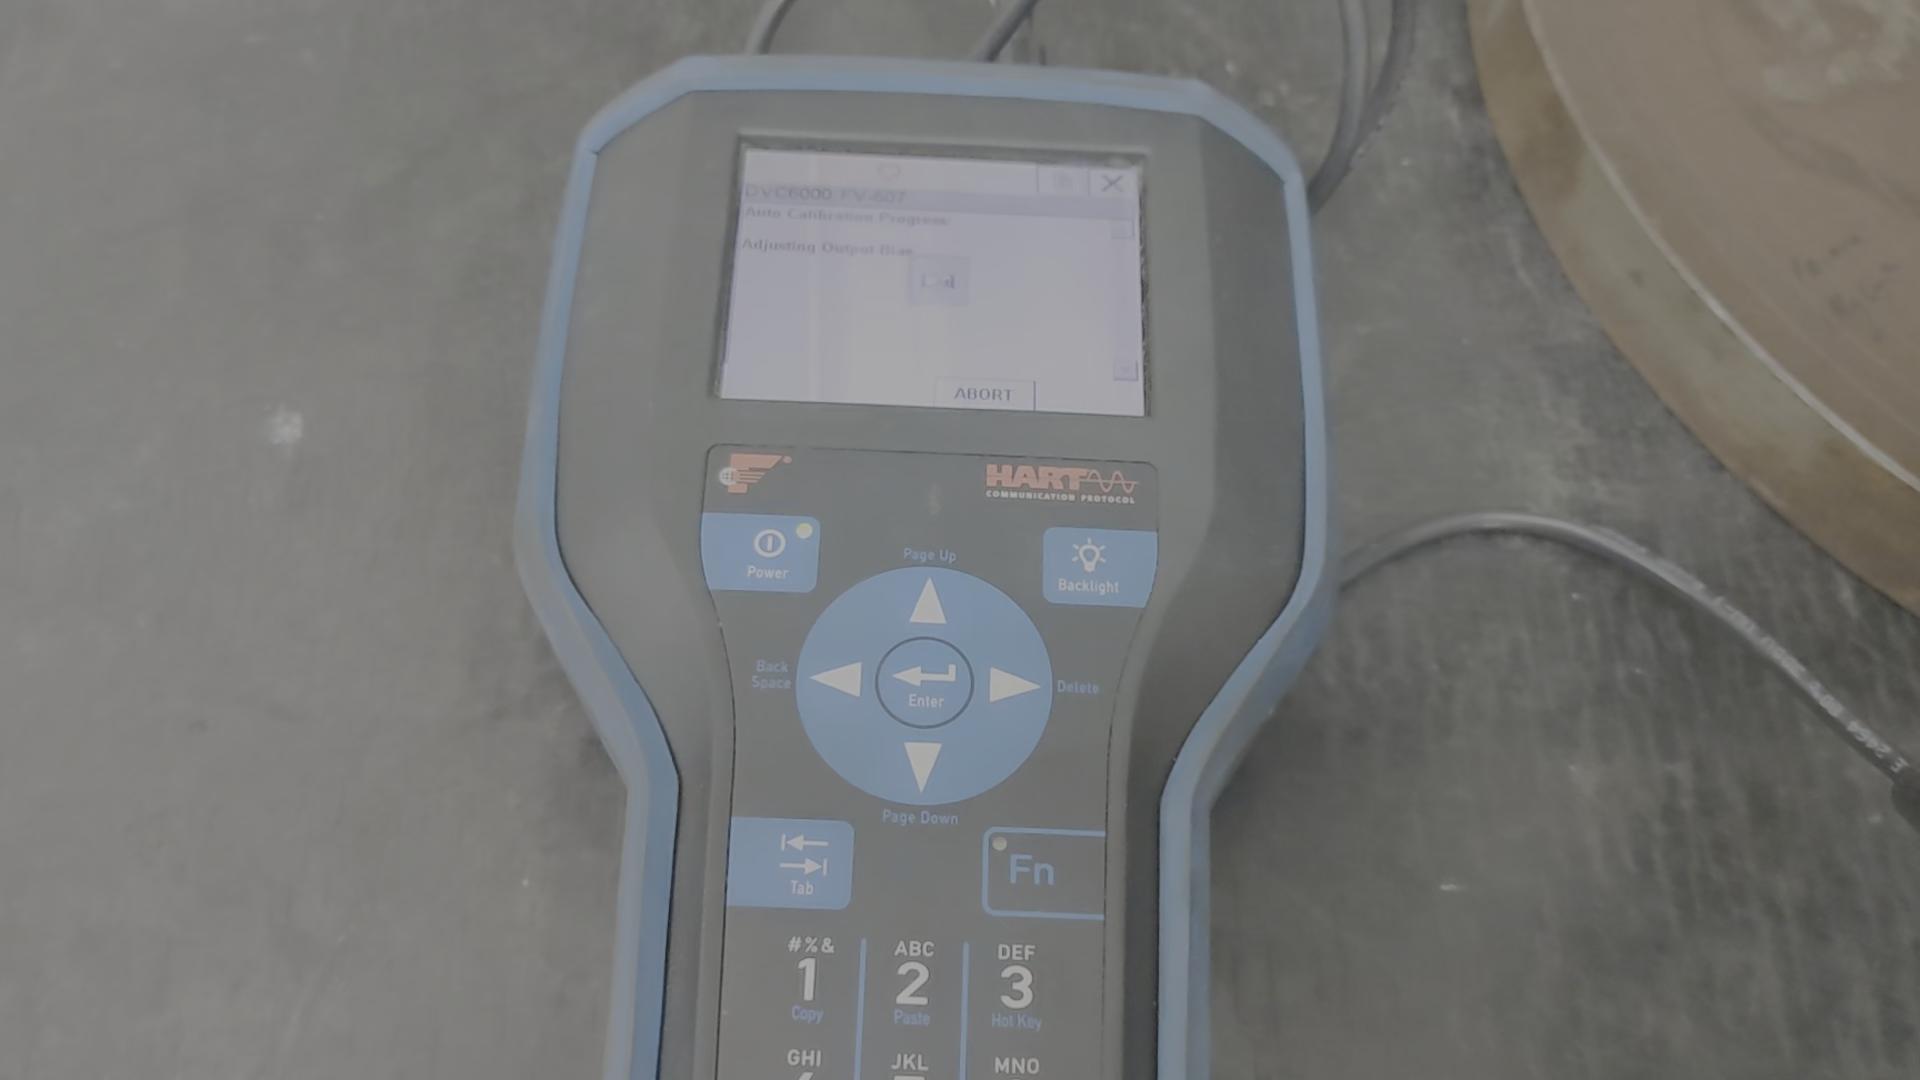 DVC6000 FV-607
Auto Calibration Progress
Adjusting Output Bias
ABORT
HART
COMMUNICATION PROTOCOL
Power
Page Up
Backlight
Back
Space
Enter
Delete
Page Down
Tab
Fn
#%&
1
Copy
ABC
2
Paste
DEF
3
Hot Key
GHI
JKL
MNO